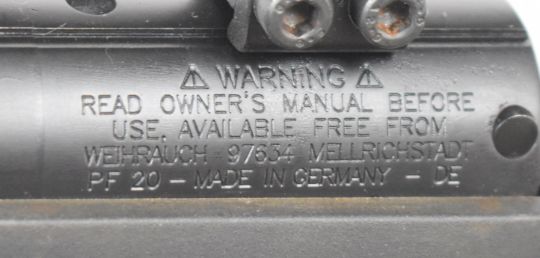 ⚠ WARNING ⚠
READ OWNER'S MANUAL BEFORE
USE. AVAILABLE FREE FROM
WEIHRAUCH - 97634 MELLRICHSTADT
PF 20 - MADE IN GERMANY - DE